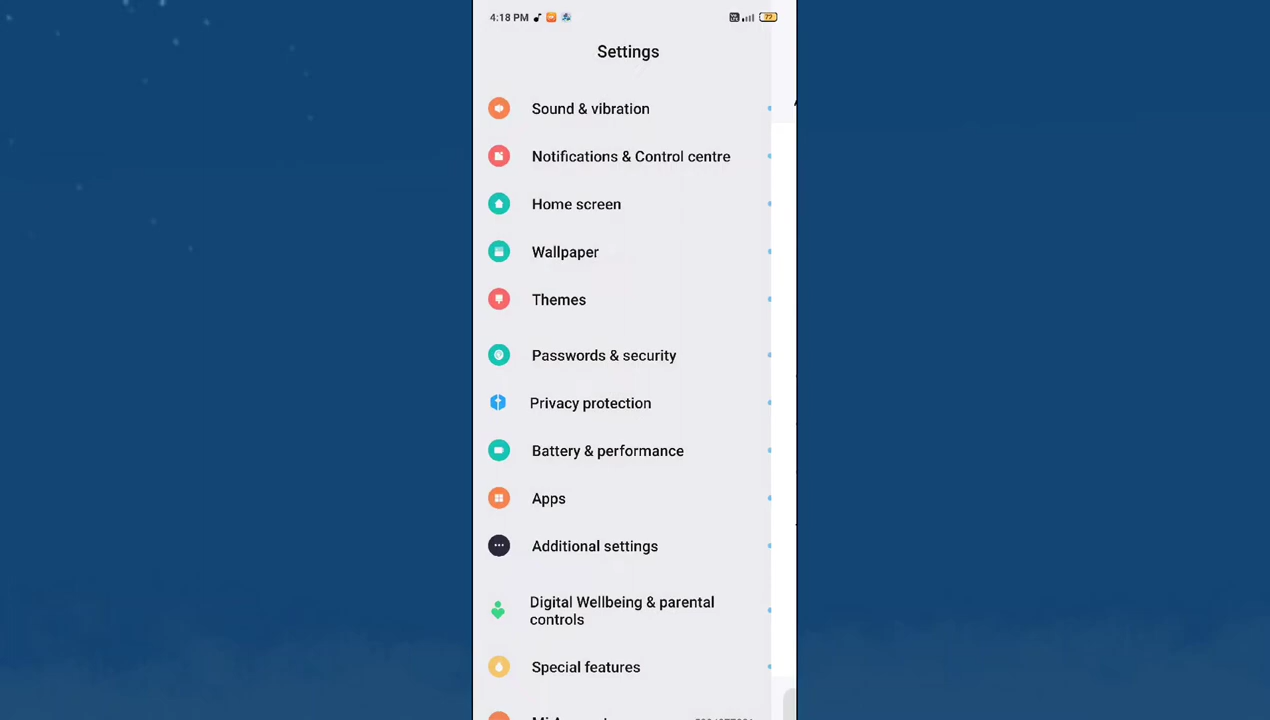 4:18 PM
77
Settings
Sound & vibration
Notifications & Control centre
Home screen
Wallpaper
Themes
Passwords & security
Privacy protection
Battery & performance
Apps
Additional settings
Digital Wellbeing & parental
controls
Special features